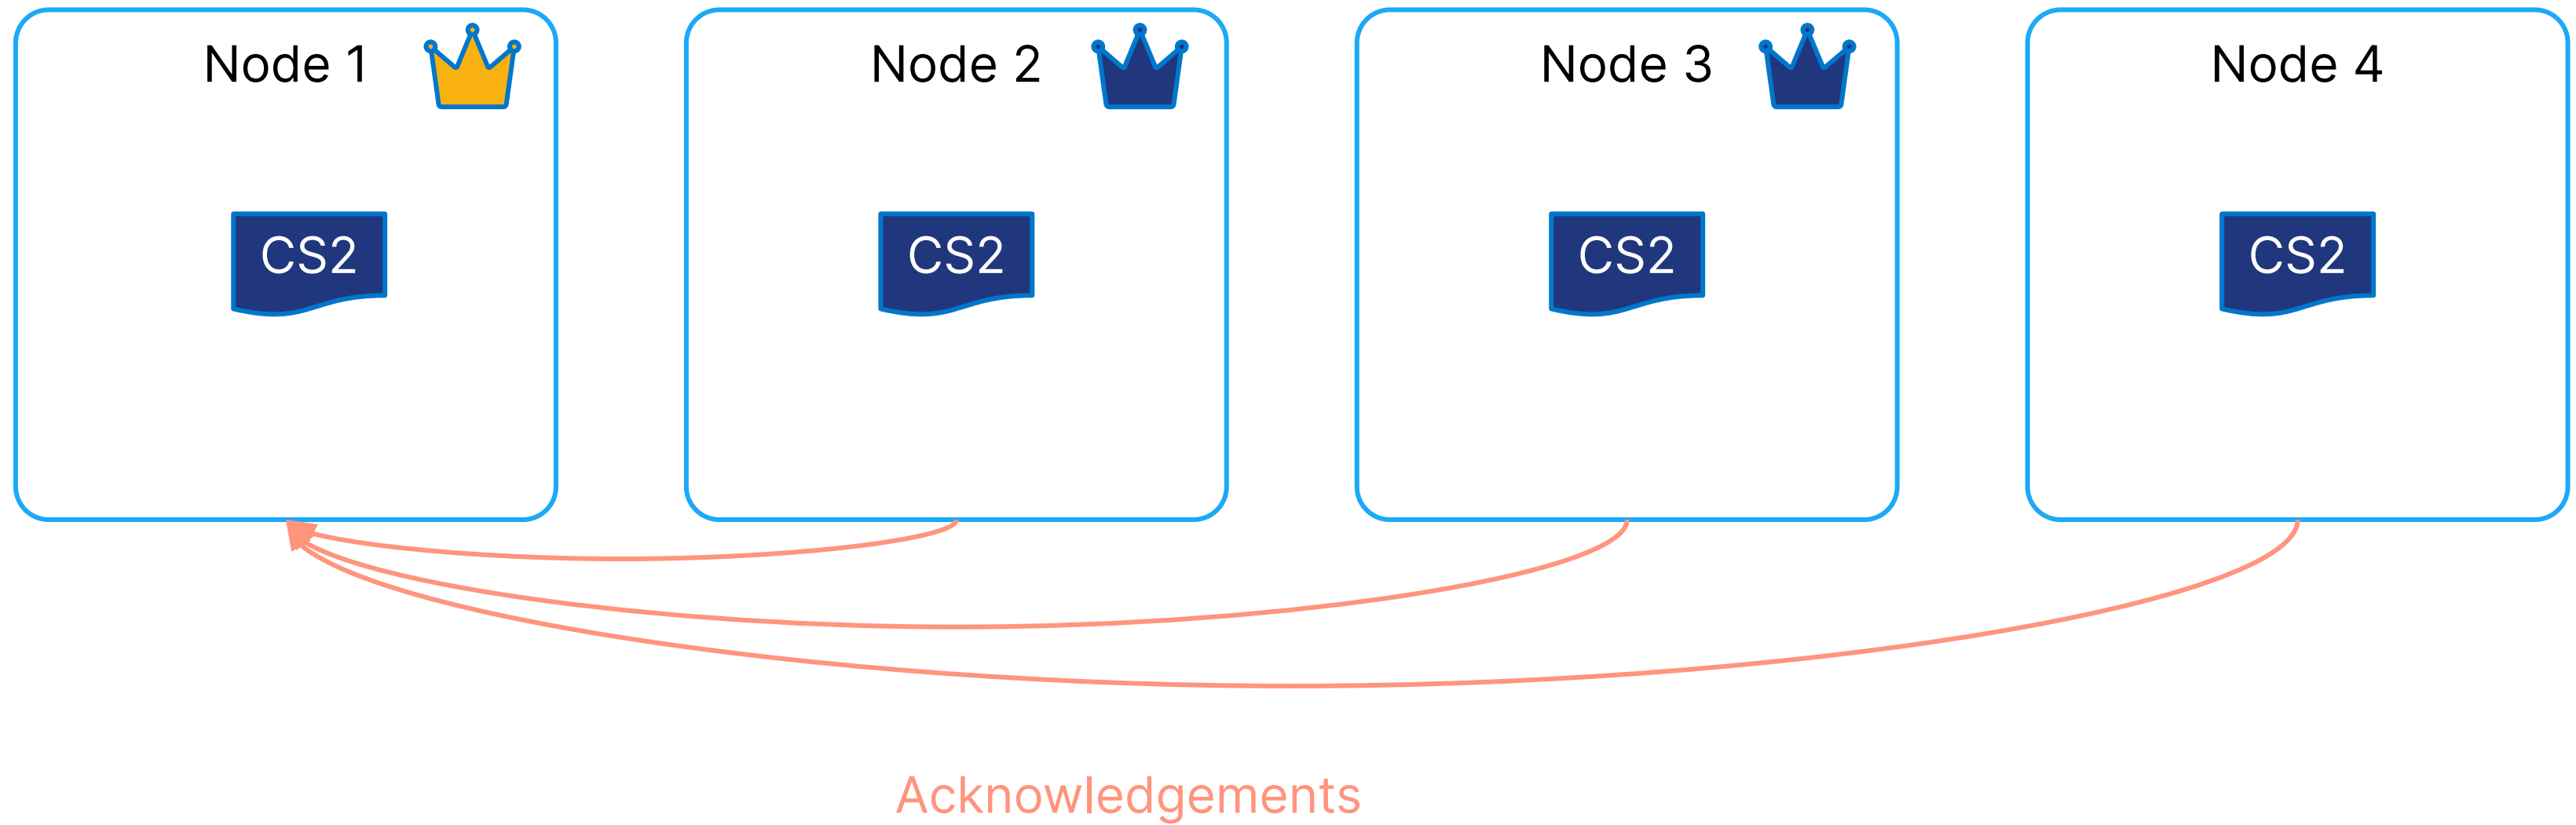 Node 1
Node 2
Node 3
Node 4
CS2
CS2
CS2
CS2
Acknowledgements